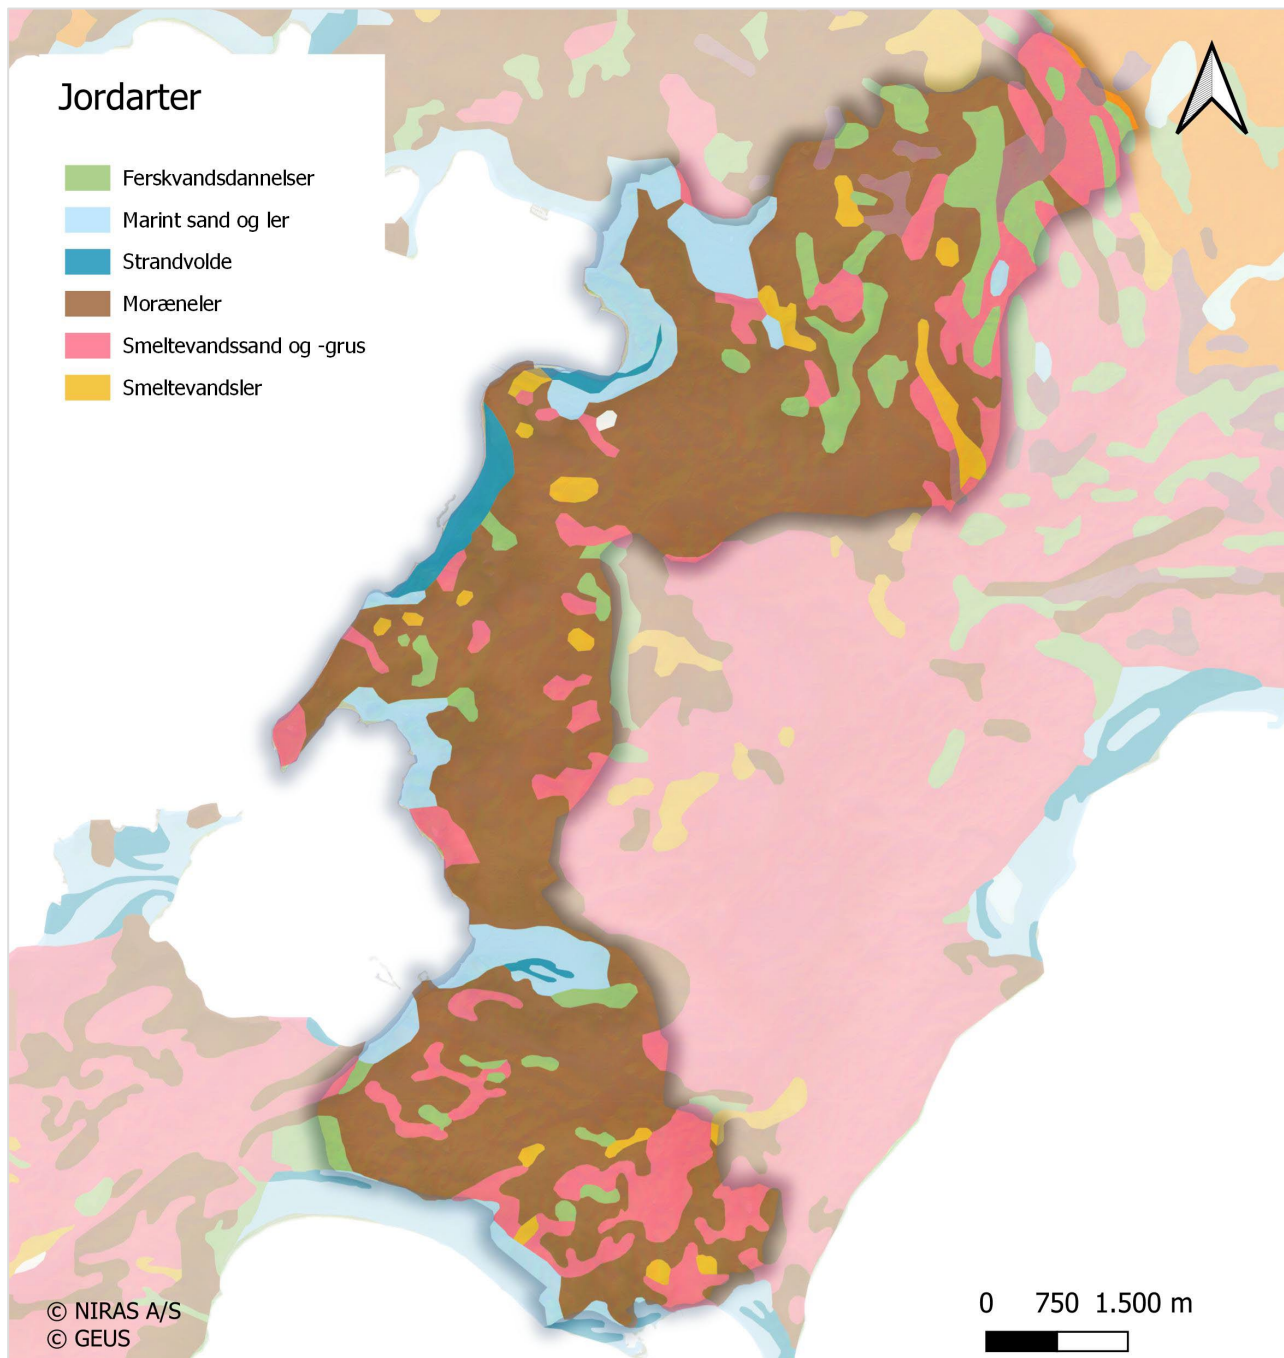 Jordarter
Ferskvandsdannelser
Marint sand og ler
Strandvolde
Moræneler
Smeltevandssand og -grus
Smeltevandsler
© NIRAS A/S
© GEUS
0 750 1.500 m